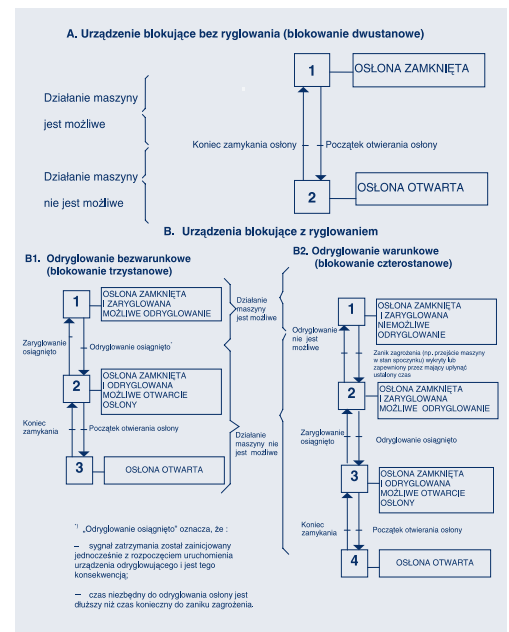 A. Urządzenie blokujące bez ryglowania (blokowanie dwustanowe)
1
OSŁONA ZAMKNIĘTA
Działanie maszyny
jest możliwe
Koniec zamykania osłony
Początek otwierania osłony
Działanie maszyny
nie jest możliwe
2
OSŁONA OTWARTA
B. Urządzenia blokujące z ryglowaniem
B1. Odryglowanie bezwarunkowe
(blokowanie trzystanowe)
1
OSŁONA ZAMKNIĘTA
I ZARYGLOWANA
MOŻLIWE ODRYGLOWANIE
Działanie
maszyny
jest możliwe
Zaryglowanie
osiągnięto
Odryglowanie osiągnięto*)
2
OSŁONA ZAMKNIĘTA
I ODRYGLOWANA
MOŻLIWE OTWARCIE
OSŁONY
Koniec
zamykania
Początek otwierania osłony
Działanie
maszyny nie
jest możliwe
3
OSŁONA OTWARTA
B2. Odryglowanie warunkowe
(blokowanie czterostanowe)
1
OSŁONA ZAMKNIĘTA
I ZARYGLOWANA
NIEMOŻLIWE
ODRYGLOWANIE
Odryglowanie
nie jest
możliwe
Zanik zagrożenia (np. przejście maszyny
w stan spoczynku) wykryty lub
zapewniony przez mający upłynąć
ustalony czas
2
OSŁONA ZAMKNIĘTA
I ZARYGLOWANA
MOŻLIWE ODRYGLOWANIE
Zaryglowanie
osiągnięto
Odryglowanie osiągnięto
3
OSŁONA ZAMKNIĘTA
I ODRYGLOWANA
MOŻLIWE OTWARCIE
OSŁONY
Koniec
zamykania
Początek otwierania osłony
4
OSŁONA OTWARTA
*) „Odryglowanie osiągnięto" oznacza, że :
– sygnał zatrzymania został zainicjowany
jednocześnie z rozpoczęciem uruchomienia
urządzenia odryglowującego i jest tego
konsekwencją;
– czas niezbędny do odryglowania osłony jest
dłuższy niż czas konieczny do zaniku zagrożenia.